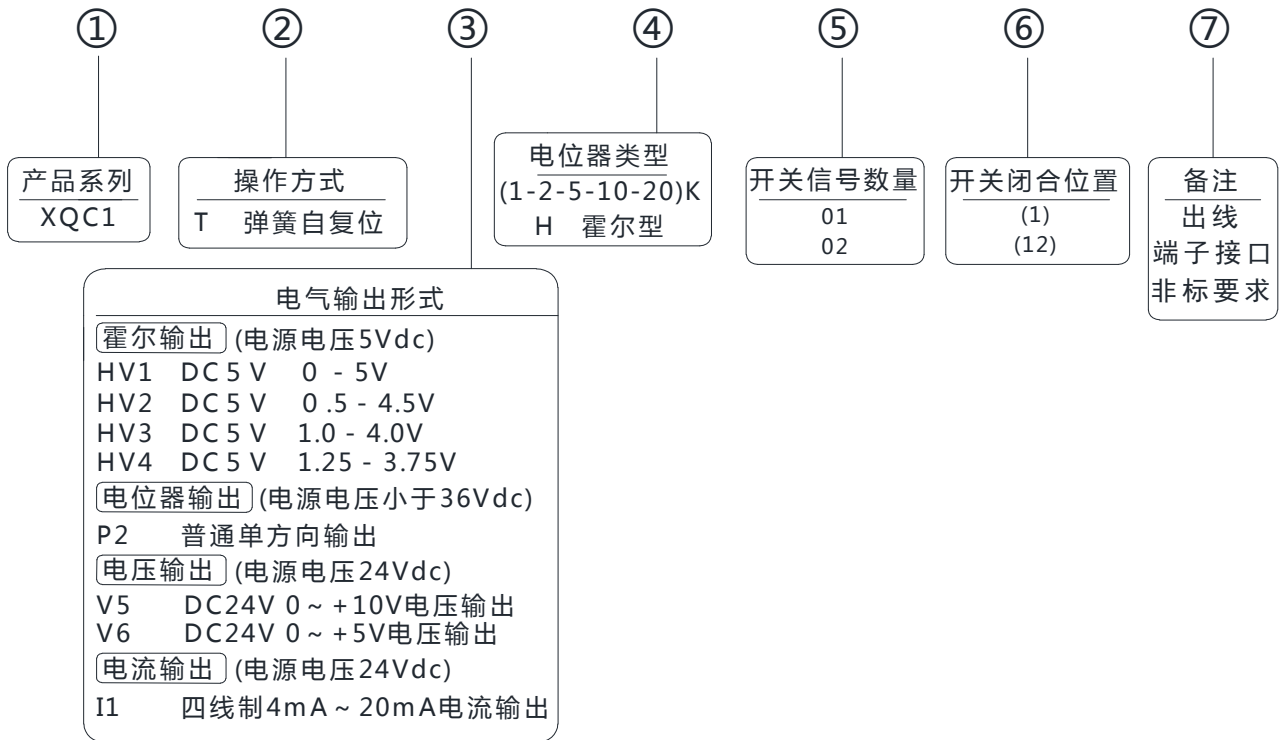 ① ② ③ ④ ⑤ ⑥ ⑦
产品系列
XQC1
操作方式
T 弹簧自复位
电气输出形式
霍尔输出 (电源电压5Vdc)
HV1 DC5V 0 - 5V
HV2 DC5V 0.5 - 4.5V
HV3 DC5V 1.0 - 4.0V
HV4 DC5V 1.25 - 3.75V
电位器输出 (电源电压小于36Vdc)
P2 普通单方向输出
电压输出 (电源电压24Vdc)
V5 DC24V 0～+10V电压输出
V6 DC24V 0～+5V电压输出
电流输出 (电源电压24Vdc)
I1 四线制4mA～20mA电流输出
电位器类型
(1-2-5-10-20)K
H 霍尔型
开关信号数量
01
02
开关闭合位置
(1)
(12)
备注
出线
端子接口
非标要求